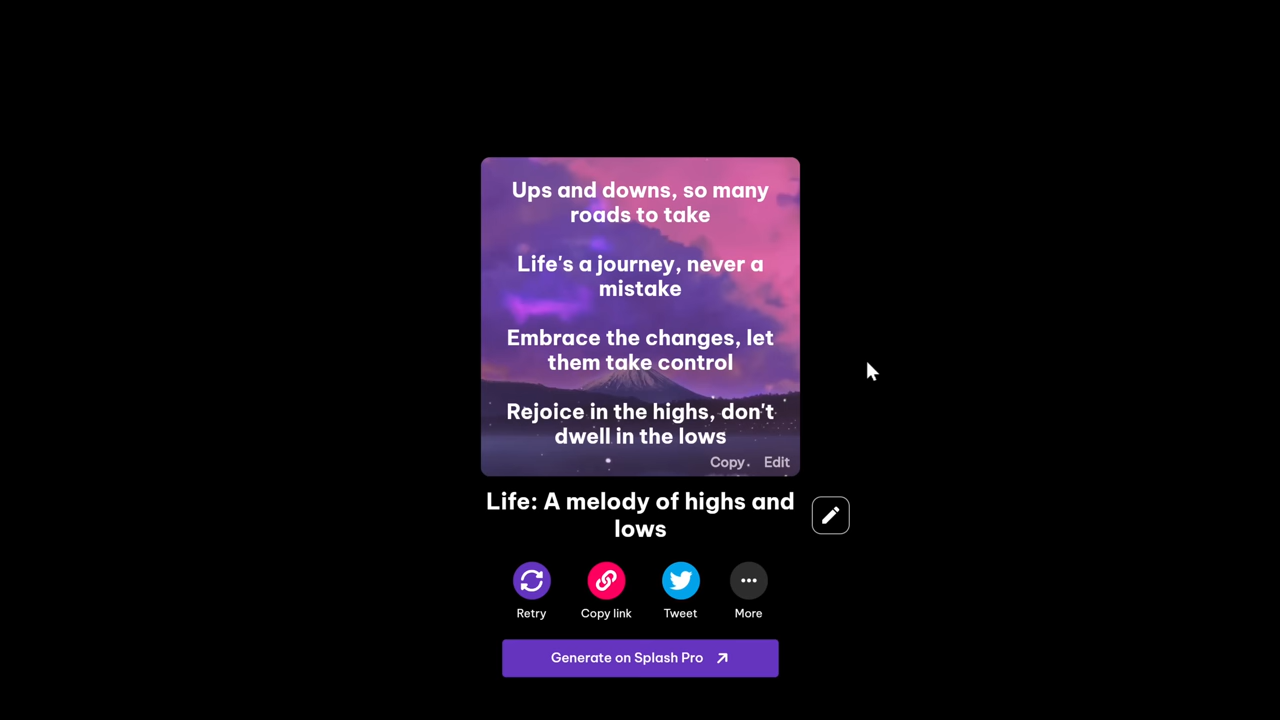 Ups and downs, so many
roads to take
Life's a journey, never a
mistake
Embrace the changes, let
them take control
Rejoice in the highs, don't
dwell in the lows
Copy
Edit
Life: A melody of highs and
lows
Retry
Copy link
Tweet
More
Generate on Splash Pro